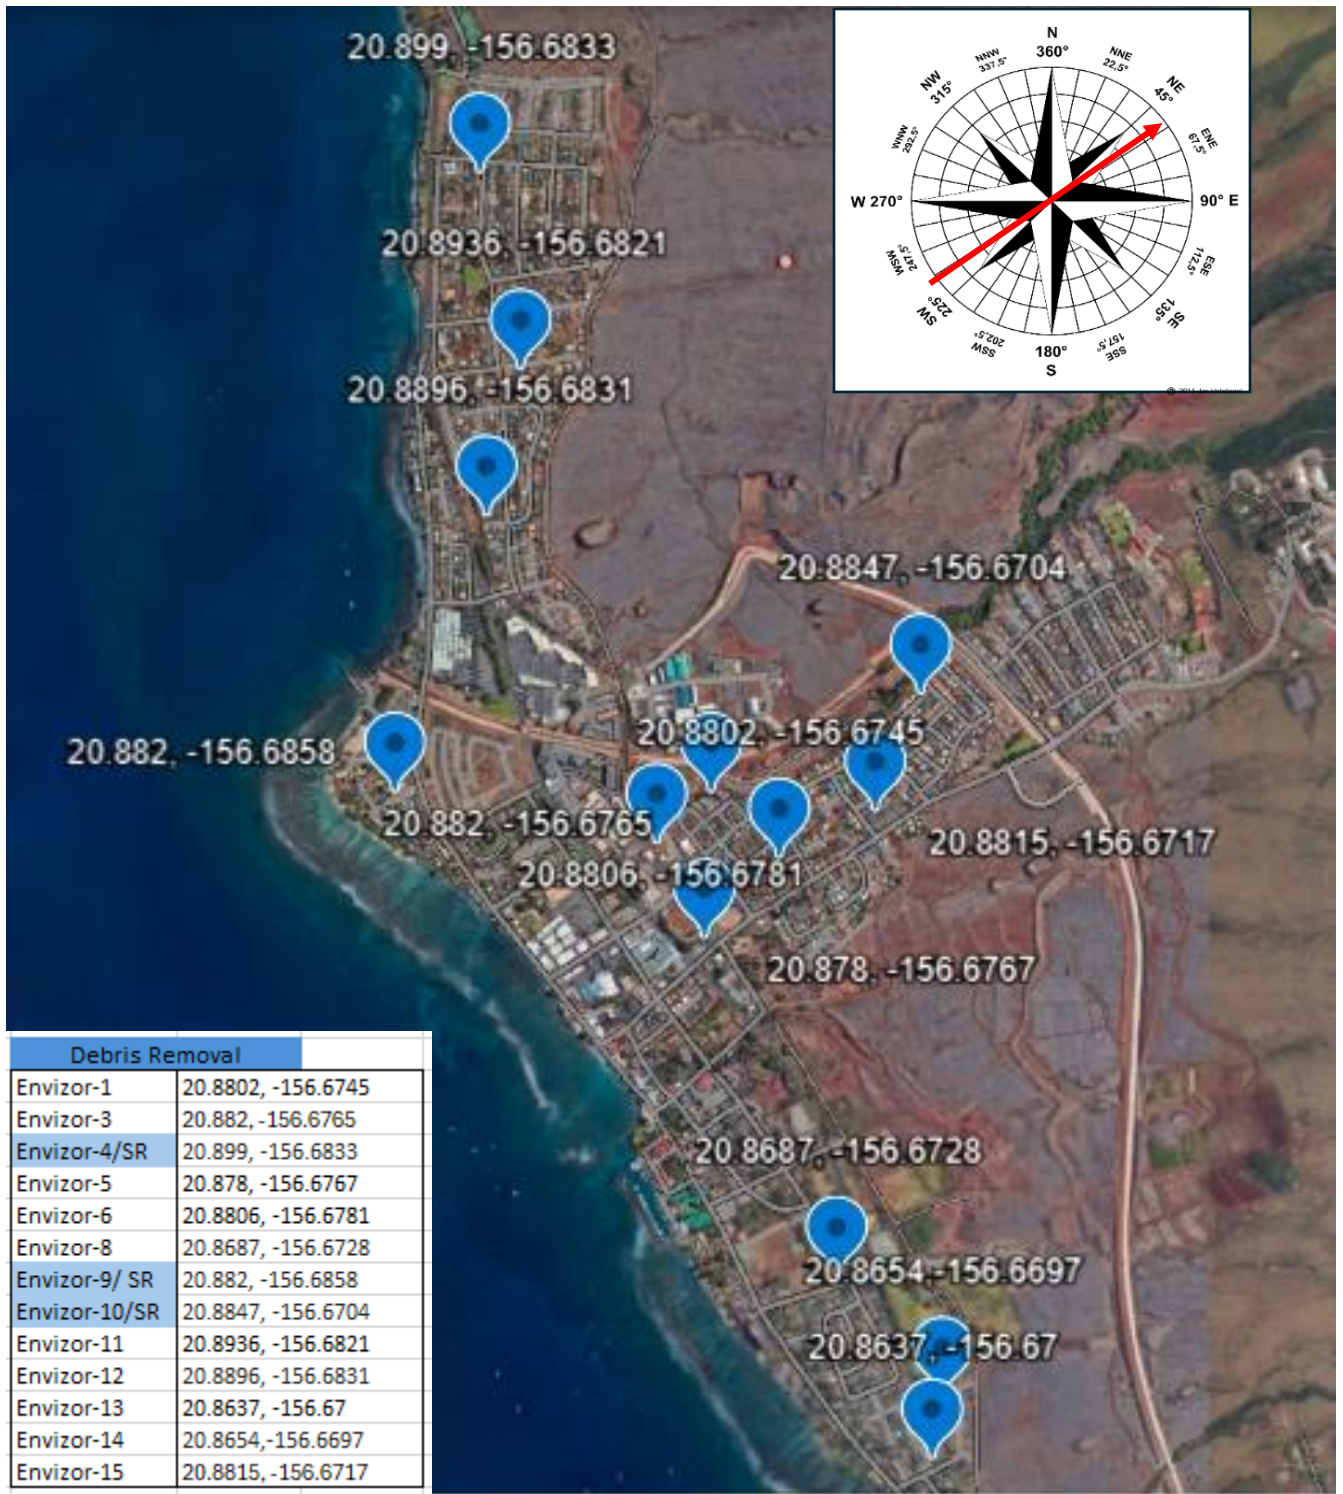 20.899, -156.6833
N
360°
NNW
337,5°
NNE
22,5°
NW
315°
NE
45°
WNW
292,5°
ENE
67,5°
W 270°
90° E
WSW
247,5°
ESE
112,5°
SW
225°
SE
135°
SSW
202,5°
SSE
157,5°
180°
S
20.8936, -156.6821
20.8896, -156.6831
20.8847, -156.6704
20.8802, -156.6745
20.882, -156.6858
20.882, -156.6765
20.8815, -156.6717
20.8806, -156.6781
20.878, -156.6767
20.8687, -156.6728
20.8654,-156.6697
20.8637, -156.67
Debris Removal
Envizor-1 20.8802, -156.6745
Envizor-3 20.882, -156.6765
Envizor-4/SR 20.899, -156.6833
Envizor-5 20.878, -156.6767
Envizor-6 20.8806, -156.6781
Envizor-8 20.8687, -156.6728
Envizor-9/ SR 20.882, -156.6858
Envizor-10/SR 20.8847, -156.6704
Envizor-11 20.8936, -156.6821
Envizor-12 20.8896, -156.6831
Envizor-13 20.8637, -156.67
Envizor-14 20.8654,-156.6697
Envizor-15 20.8815, -156.6717